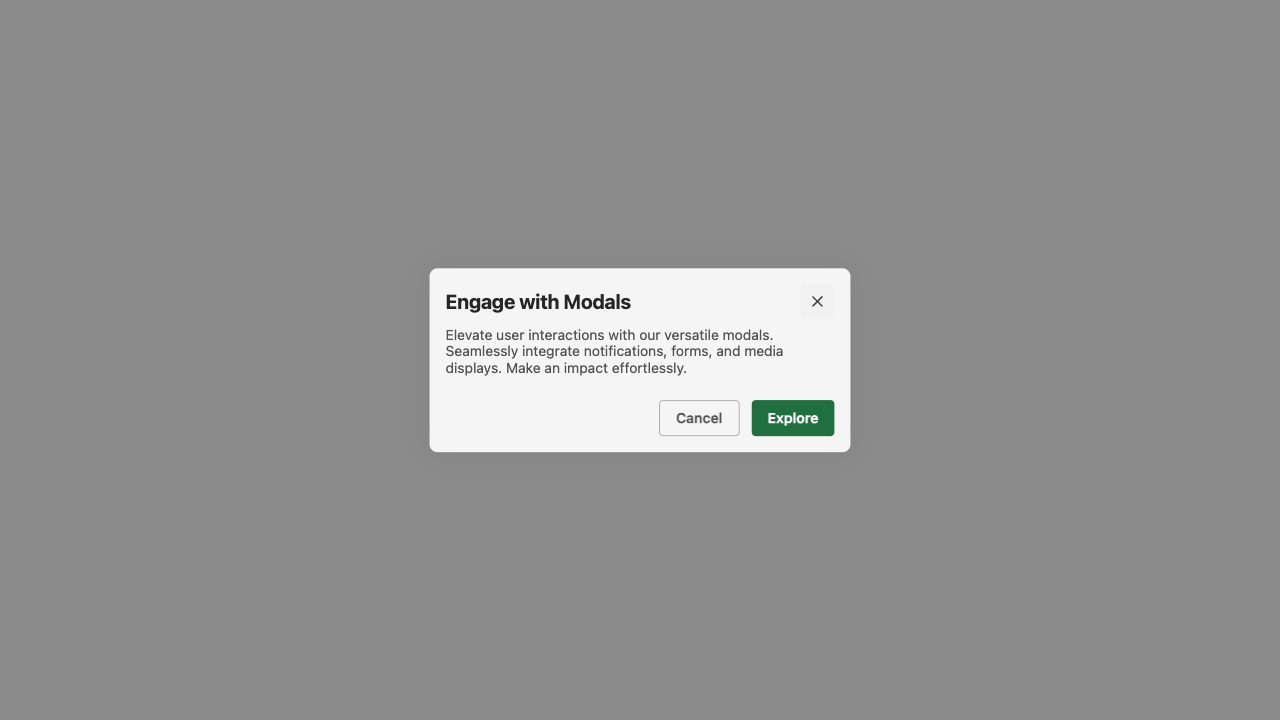 Engage with Modals
Elevate user interactions with our versatile modals.
Seamlessly integrate notifications, forms, and media
displays. Make an impact effortlessly.
Cancel
Explore